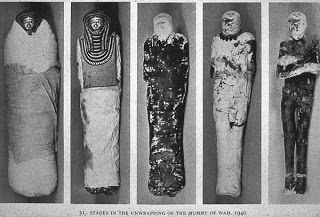 31. STAGES IN THE UNWRAPPING OF THE MUMMY OF WAH, 1940